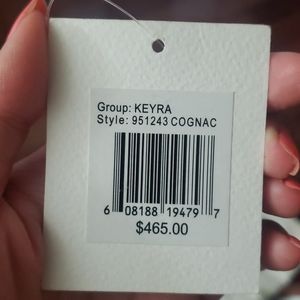 Group: KEYRA
Style: 951243 COGNAC
6 08188 19479 7
$465.00